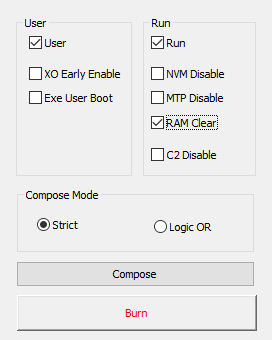 User
User
XO Early Enable
Exe User Boot
Run
Run
NVM Disable
MTP Disable
RAM Clear
C2 Disable
Compose Mode
Strict
Logic OR
Compose
Burn